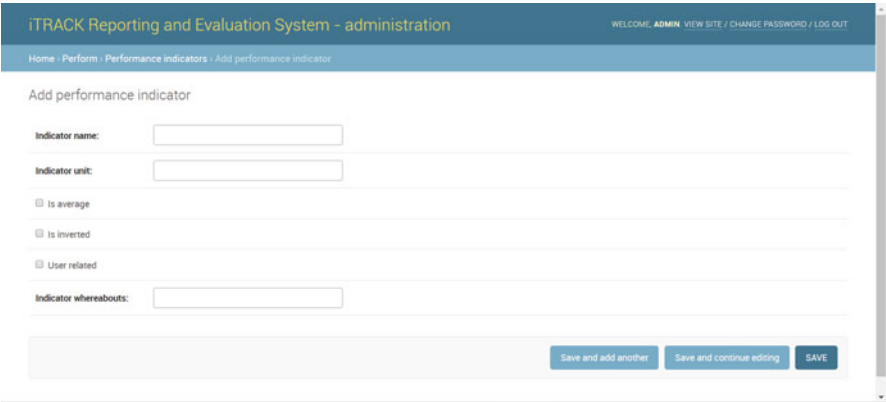 iTRACK Reporting and Evaluation System - administration
WELCOME, ADMIN. VIEW SITE / CHANGE PASSWORD / LOG OUT
Home › Perform › Performance indicators › Add performance indicator
Add performance indicator
Indicator name:
Indicator unit:
Is average
Is inverted
User related
Indicator whereabouts:
Save and add another
Save and continue editing
SAVE